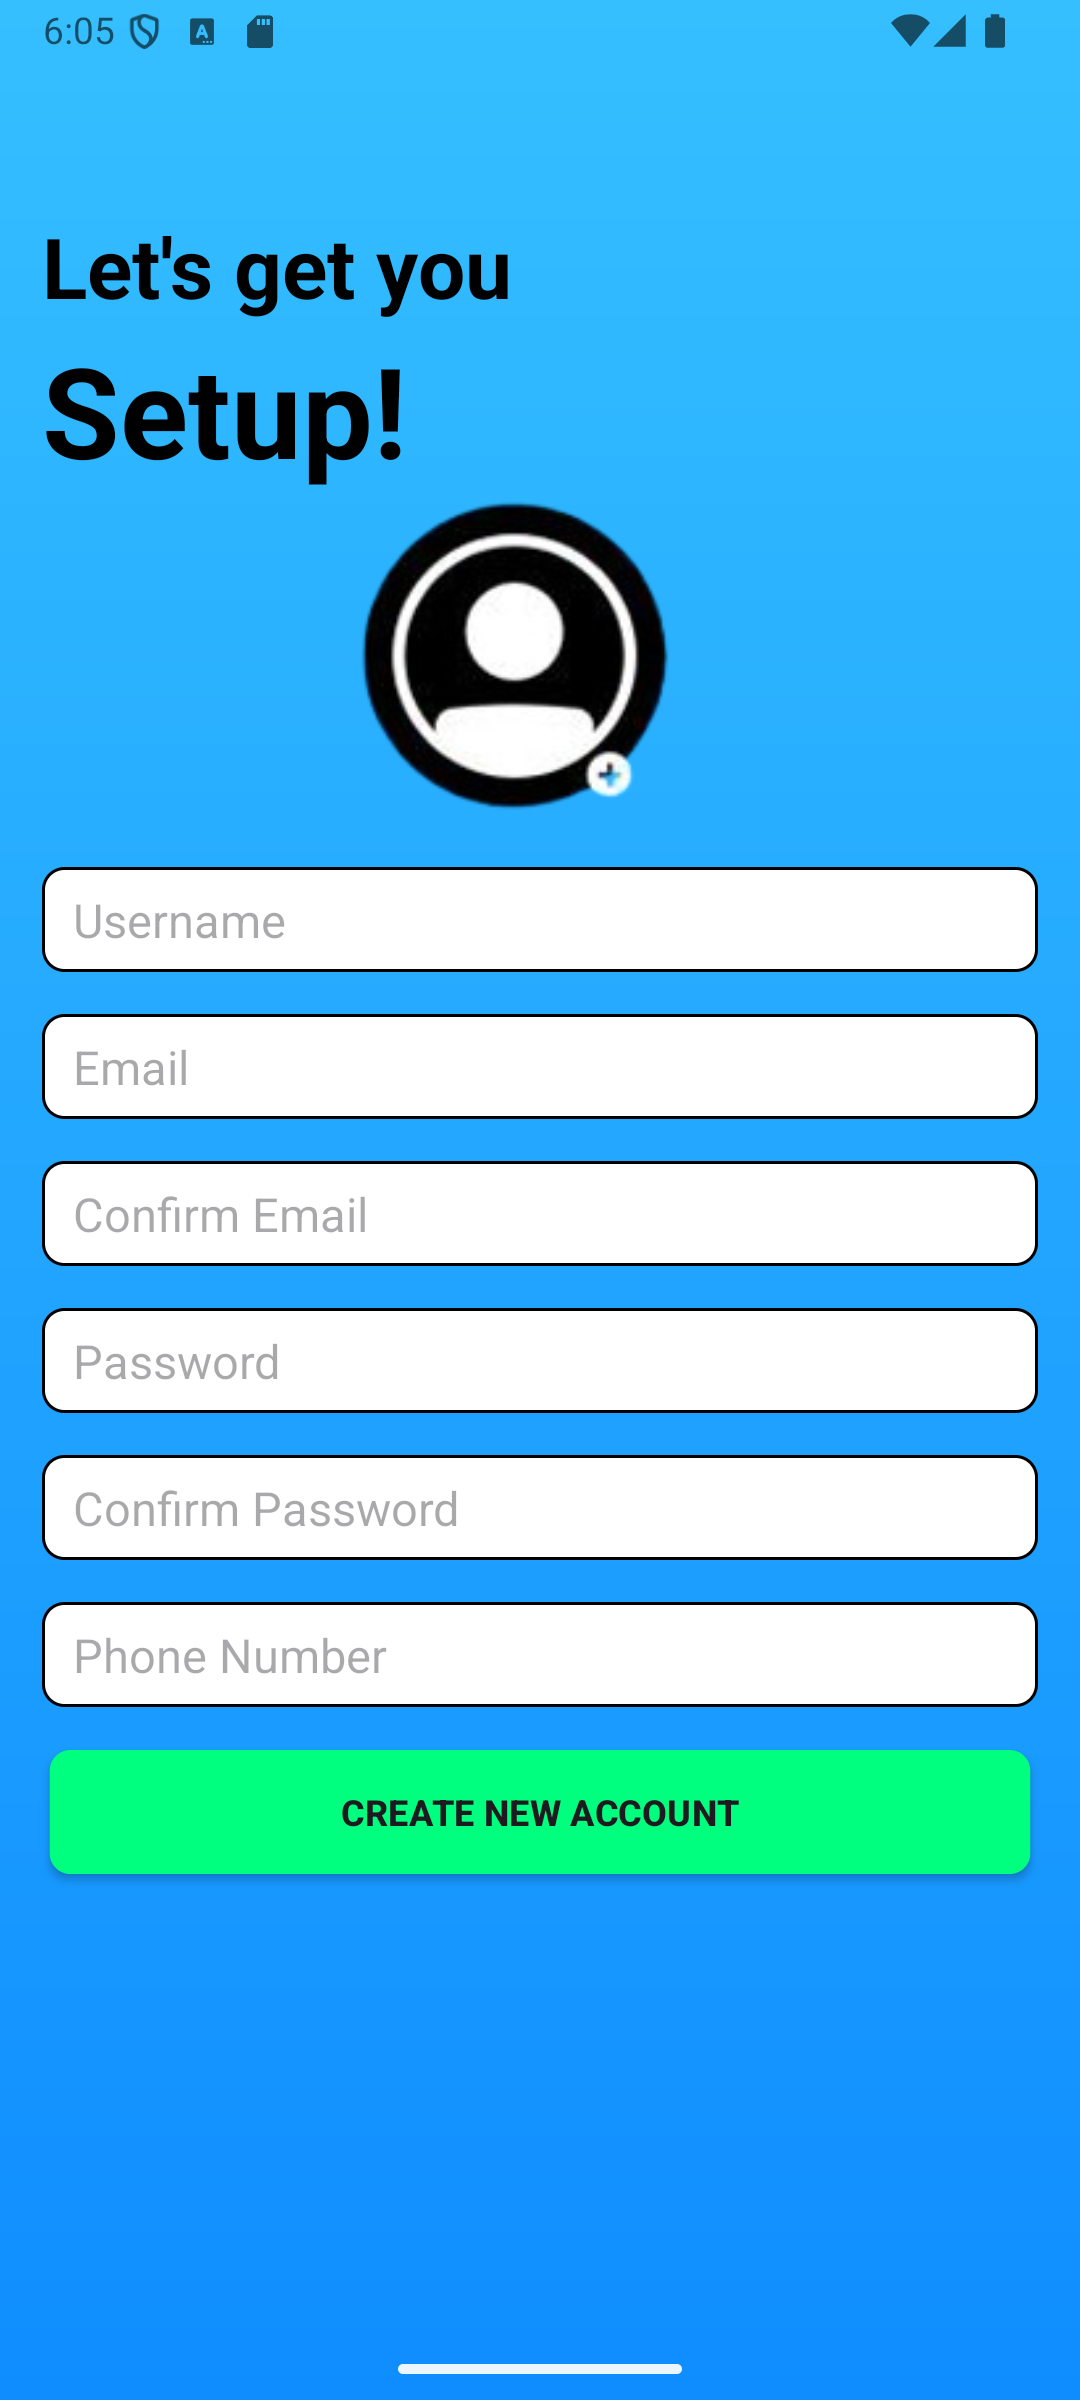 6:05
Let's get you
Setup!
Username
Email
Confirm Email
Password
Confirm Password
Phone Number
CREATE NEW ACCOUNT